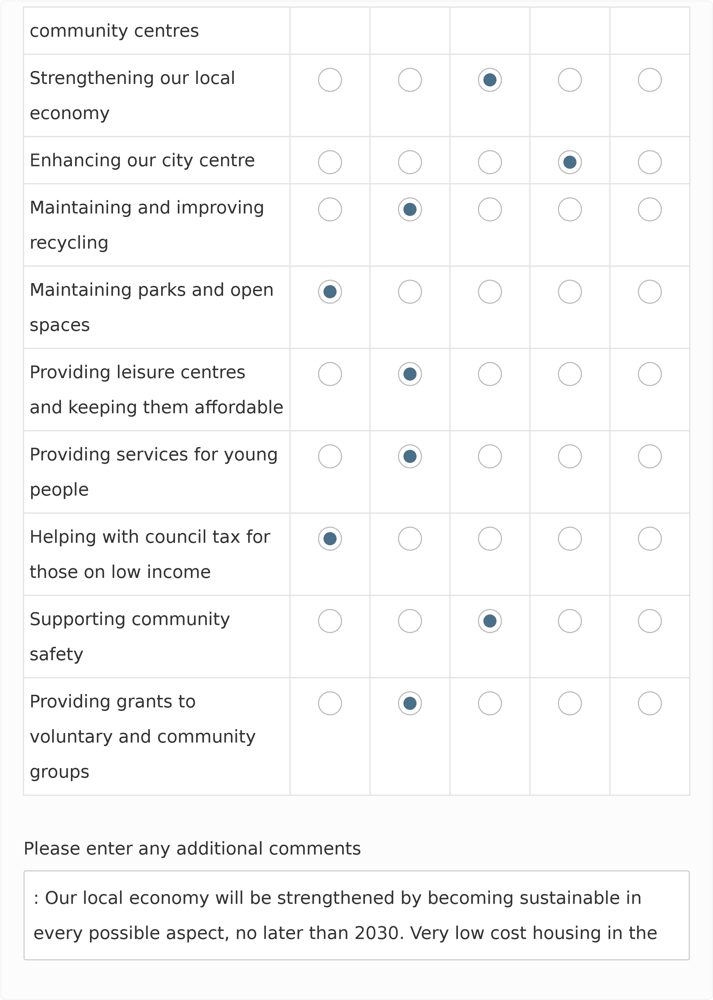 community centres
Strengthening our local
economy
Enhancing our city centre
Maintaining and improving
recycling
Maintaining parks and open
spaces
Providing leisure centres
and keeping them affordable
Providing services for young
people
Helping with council tax for
those on low income
Supporting community
safety
Providing grants to
voluntary and community
groups
Please enter any additional comments
: Our local economy will be strengthened by becoming sustainable in
every possible aspect, no later than 2030. Very low cost housing in the